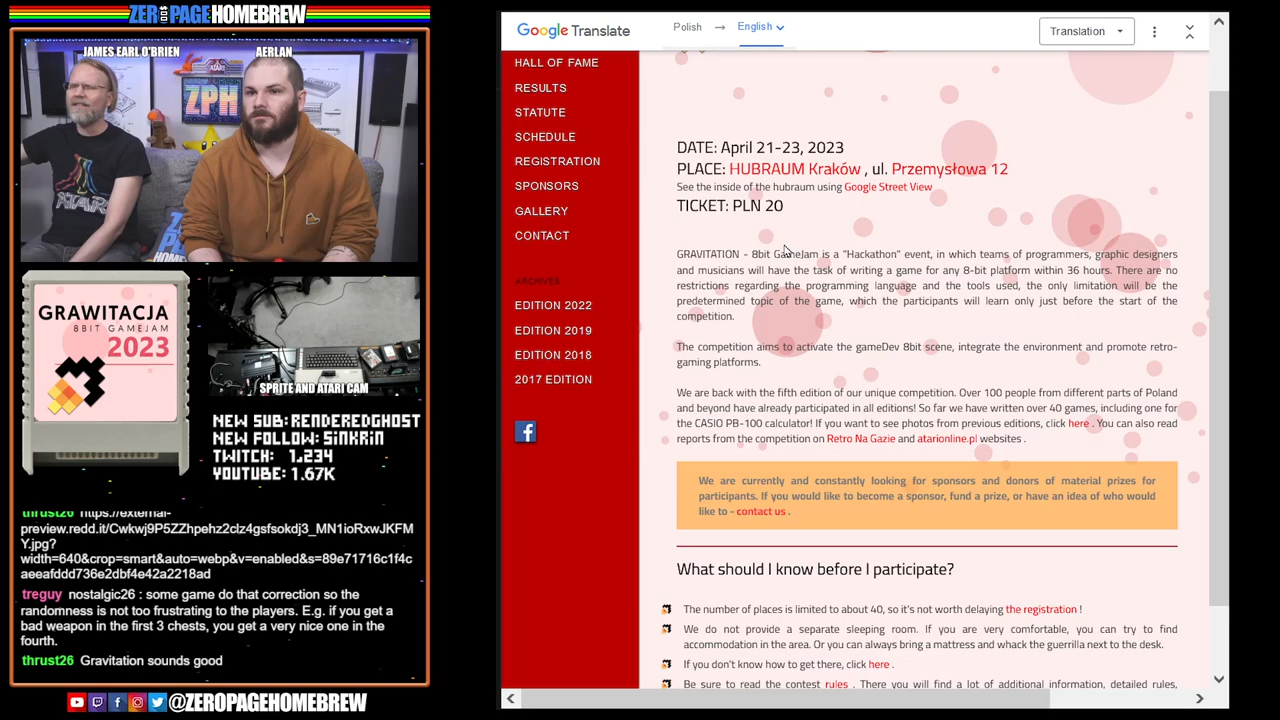 ZEROPAGE HOMEBREW
JAMES EARL O'BRIEN
AERLAN
ATARI
ZPH
GRAWITACJA
8BIT GAMEJAM
2023
SPRITE AND ATARI CAM
NEW SUB:RENDEREDGHOST
NEW FOLLOW:SINKRIN
TWITCH: 1,234
YOUTUBE: 1.67K
thrust26 https://external-
preview.redd.it/Cwkwj9P5ZZhpehz2clz4gsfsokdj3_MN1ioRxwJKFM
Y.jpg?
width=640&crop=smart&auto=webp&v=enabled&s=89e71716c1f4c
aeeafddd736e2dbf4e42a2218ad
treguy nostalgic26 : some game do that correction so the
randomness is not too frustrating to the players. E.g. if you get a
bad weapon in the first 3 chests, you get a very nice one in the
fourth.
thrust26 Gravitation sounds good
@ZEROPAGEHOMEBREW
Google Translate
Polish → English
Translation
HALL OF FAME
RESULTS
STATUTE
SCHEDULE
REGISTRATION
SPONSORS
GALLERY
CONTACT
ARCHIVES
EDITION 2022
EDITION 2019
EDITION 2018
2017 EDITION
DATE: April 21-23, 2023
PLACE: HUBRAUM Kraków , ul. Przemysłowa 12
See the inside of the hubraum using Google Street View
TICKET: PLN 20
GRAVITATION - 8bit GameJam is a "Hackathon" event, in which teams of programmers, graphic designers
and musicians will have the task of writing a game for any 8-bit platform within 36 hours. There are no
restrictions regarding the programming language and the tools used, the only limitation will be the
predetermined topic of the game, which the participants will learn only just before the start of the
competition.
The competition aims to activate the gameDev 8bit scene, integrate the environment and promote retro-
gaming platforms.
We are back with the fifth edition of our unique competition. Over 100 people from different parts of Poland
and beyond have already participated in all editions! So far we have written over 40 games, including one for
the CASIO PB-100 calculator! If you want to see photos from previous editions, click here . You can also read
reports from the competition on Retro Na Gazie and atarionline.pl websites .
We are currently and constantly looking for sponsors and donors of material prizes for
participants. If you would like to become a sponsor, fund a prize, or have an idea of who would
like to - contact us .
What should I know before I participate?
The number of places is limited to about 40, so it's not worth delaying the registration !
We do not provide a separate sleeping room. If you are very comfortable, you can try to find
accommodation in the area. Or you can always bring a mattress and whack the guerrilla next to the desk.
If you don't know how to get there, click here .
Be sure to read the contest rules . There you will find a lot of additional information, detailed rules,